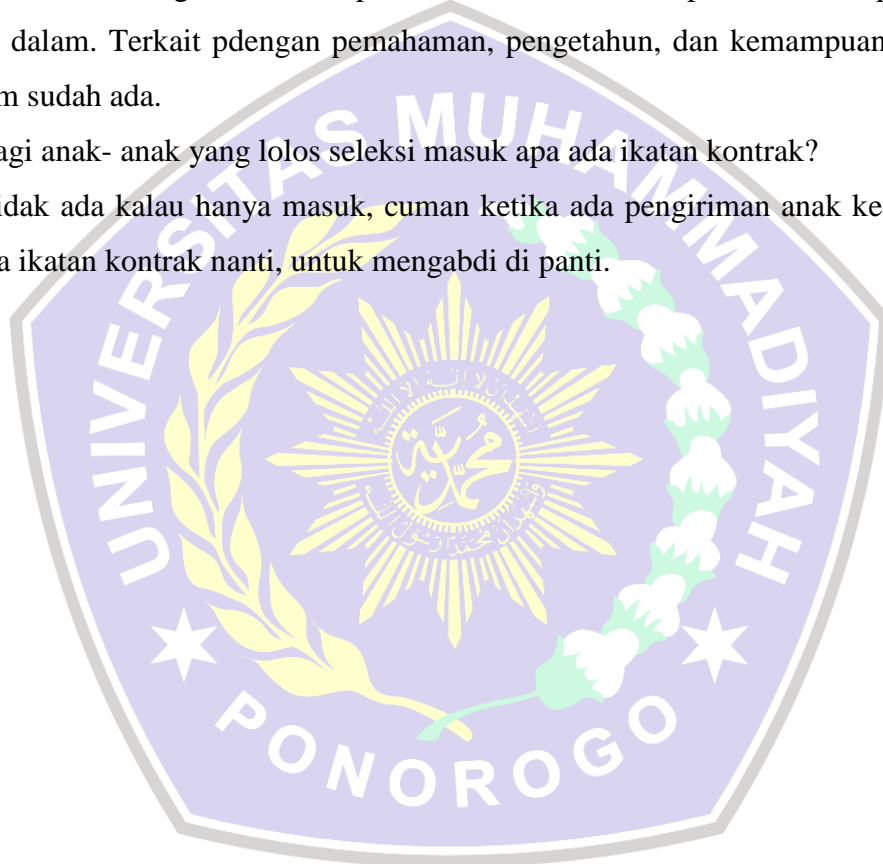 dalam. Terkait pdengan pemahaman, pengetahun, dan kemampuan
m sudah ada.
agi anak- anak yang lolos seleksi masuk apa ada ikatan kontrak?
idak ada kalau hanya masuk, cuman ketika ada pengiriman anak ke
a ikatan kontrak nanti, untuk mengabdi di panti.
UNIVERSITAS MUHAMMADIYAH
محمدية
PONOROGO